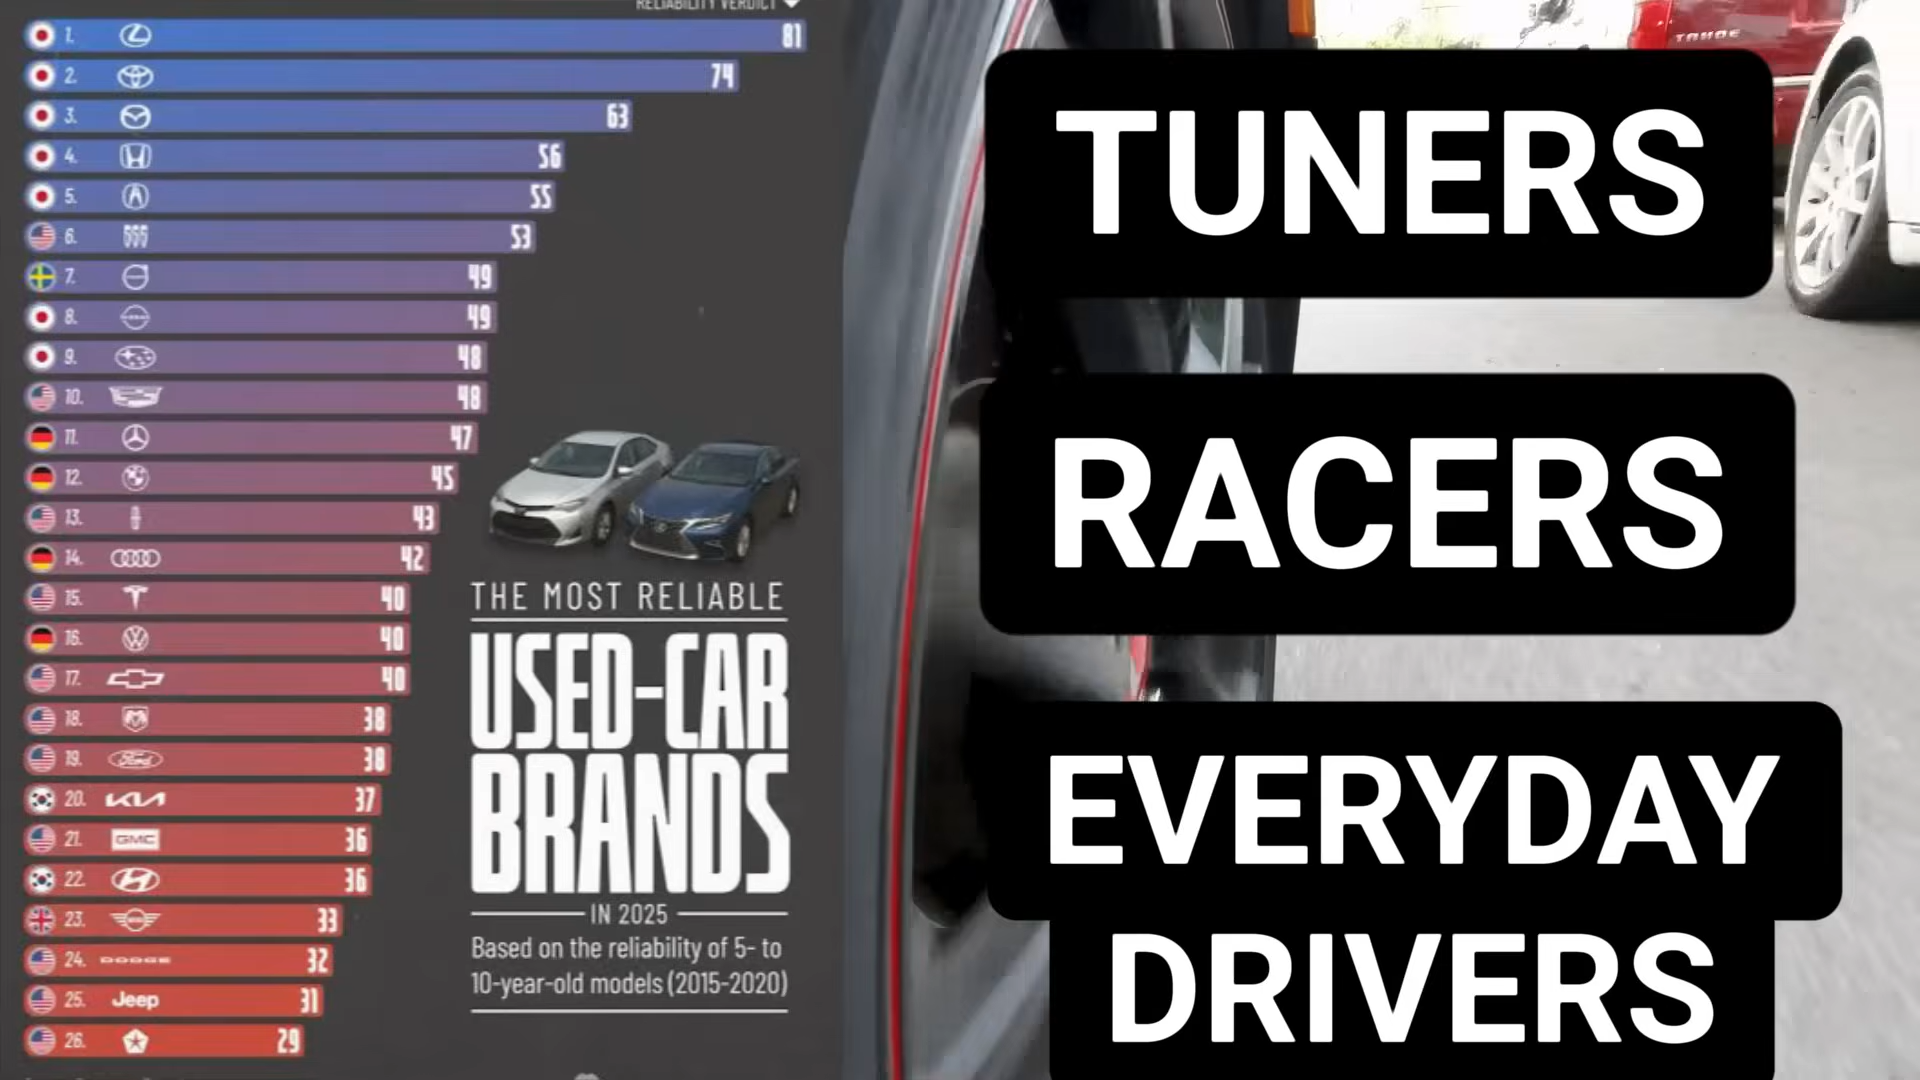 RELIABILITY VERDICT
1. 81
2. 74
3. 63
4. 56
5. 55
6. 53
7. 49
8. 49
9. 48
10. 48
11. 47
12. 45
13. 43
14. 42
15. 40
16. 40
17. 40
18. 38
19. Ford 38
20. KIA 37
21. GMC 36
22. 36
23. 33
24. DODGE 32
25. Jeep 31
26. 29
THE MOST RELIABLE
USED-CAR
BRANDS
IN 2025
Based on the reliability of 5- to
10-year-old models (2015-2020)
TAHOE
TUNERS
RACERS
EVERYDAY
DRIVERS